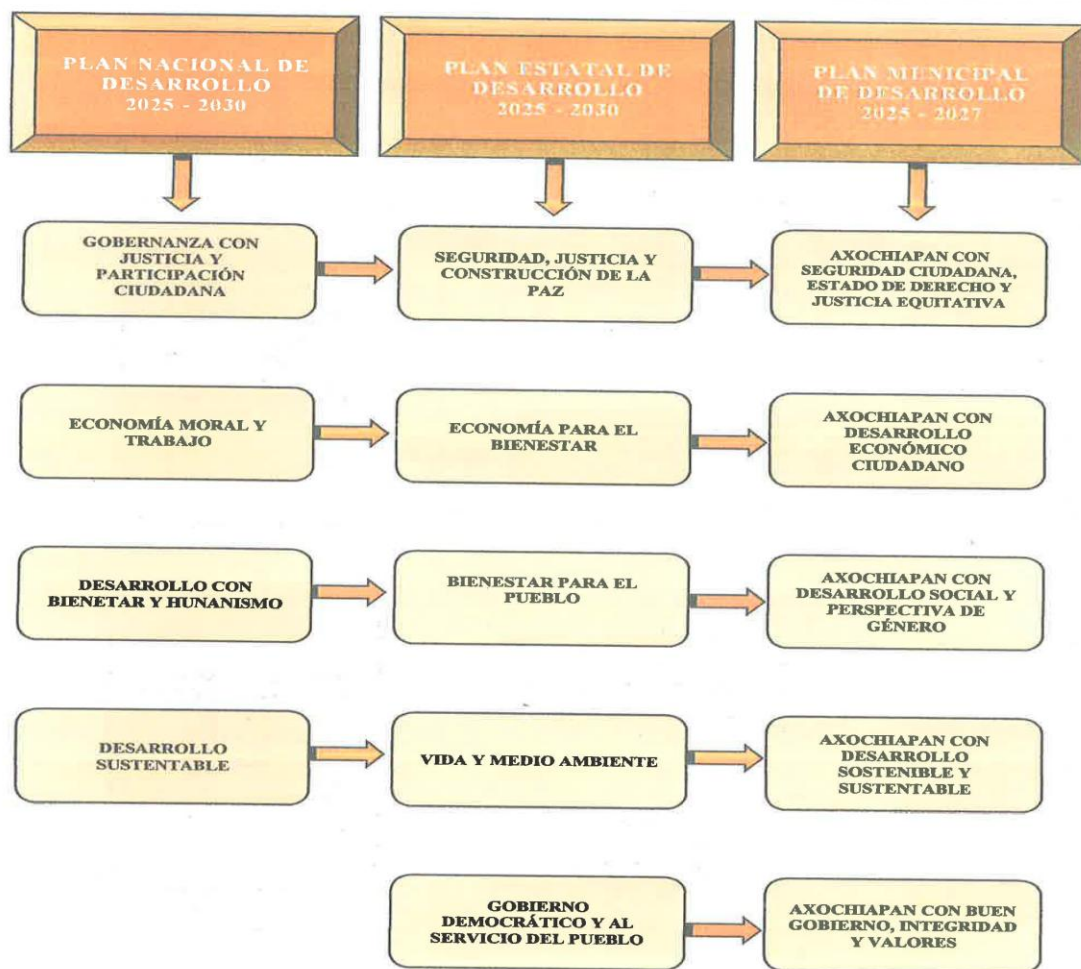 PLAN NACIONAL DE
DESARROLLO
2025 - 2030
PLAN ESTATAL DE
DESARROLLO
2025 - 2030
PLAN MUNICIPAL
DE DESARROLLO
2025 - 2027
GOBERNANZA CON
JUSTICIA Y
PARTICIPACIÓN
CIUDADANA
SEGURIDAD, JUSTICIA Y
CONSTRUCCIÓN DE LA
PAZ
AXOCHIAPAN CON
SEGURIDAD CIUDADANA,
ESTADO DE DERECHO Y
JUSTICIA EQUITATIVA
ECONOMÍA MORAL Y
TRABAJO
ECONOMÍA PARA EL
BIENESTAR
AXOCHIAPAN CON
DESARROLLO
ECONÓMICO
CIUDADANO
DESARROLLO CON
BIENETAR Y HUNANISMO
BIENESTAR PARA EL
PUEBLO
AXOCHIAPAN CON
DESARROLLO SOCIAL Y
PERSPECTIVA DE
GÉNERO
DESARROLLO
SUSTENTABLE
VIDA Y MEDIO AMBIENTE
AXOCHIAPAN CON
DESARROLLO
SOSTENIBLE Y
SUSTENTABLE
GOBIERNO
DEMOCRÁTICO Y AL
SERVICIO DEL PUEBLO
AXOCHIAPAN CON BUEN
GOBIERNO, INTEGRIDAD
Y VALORES